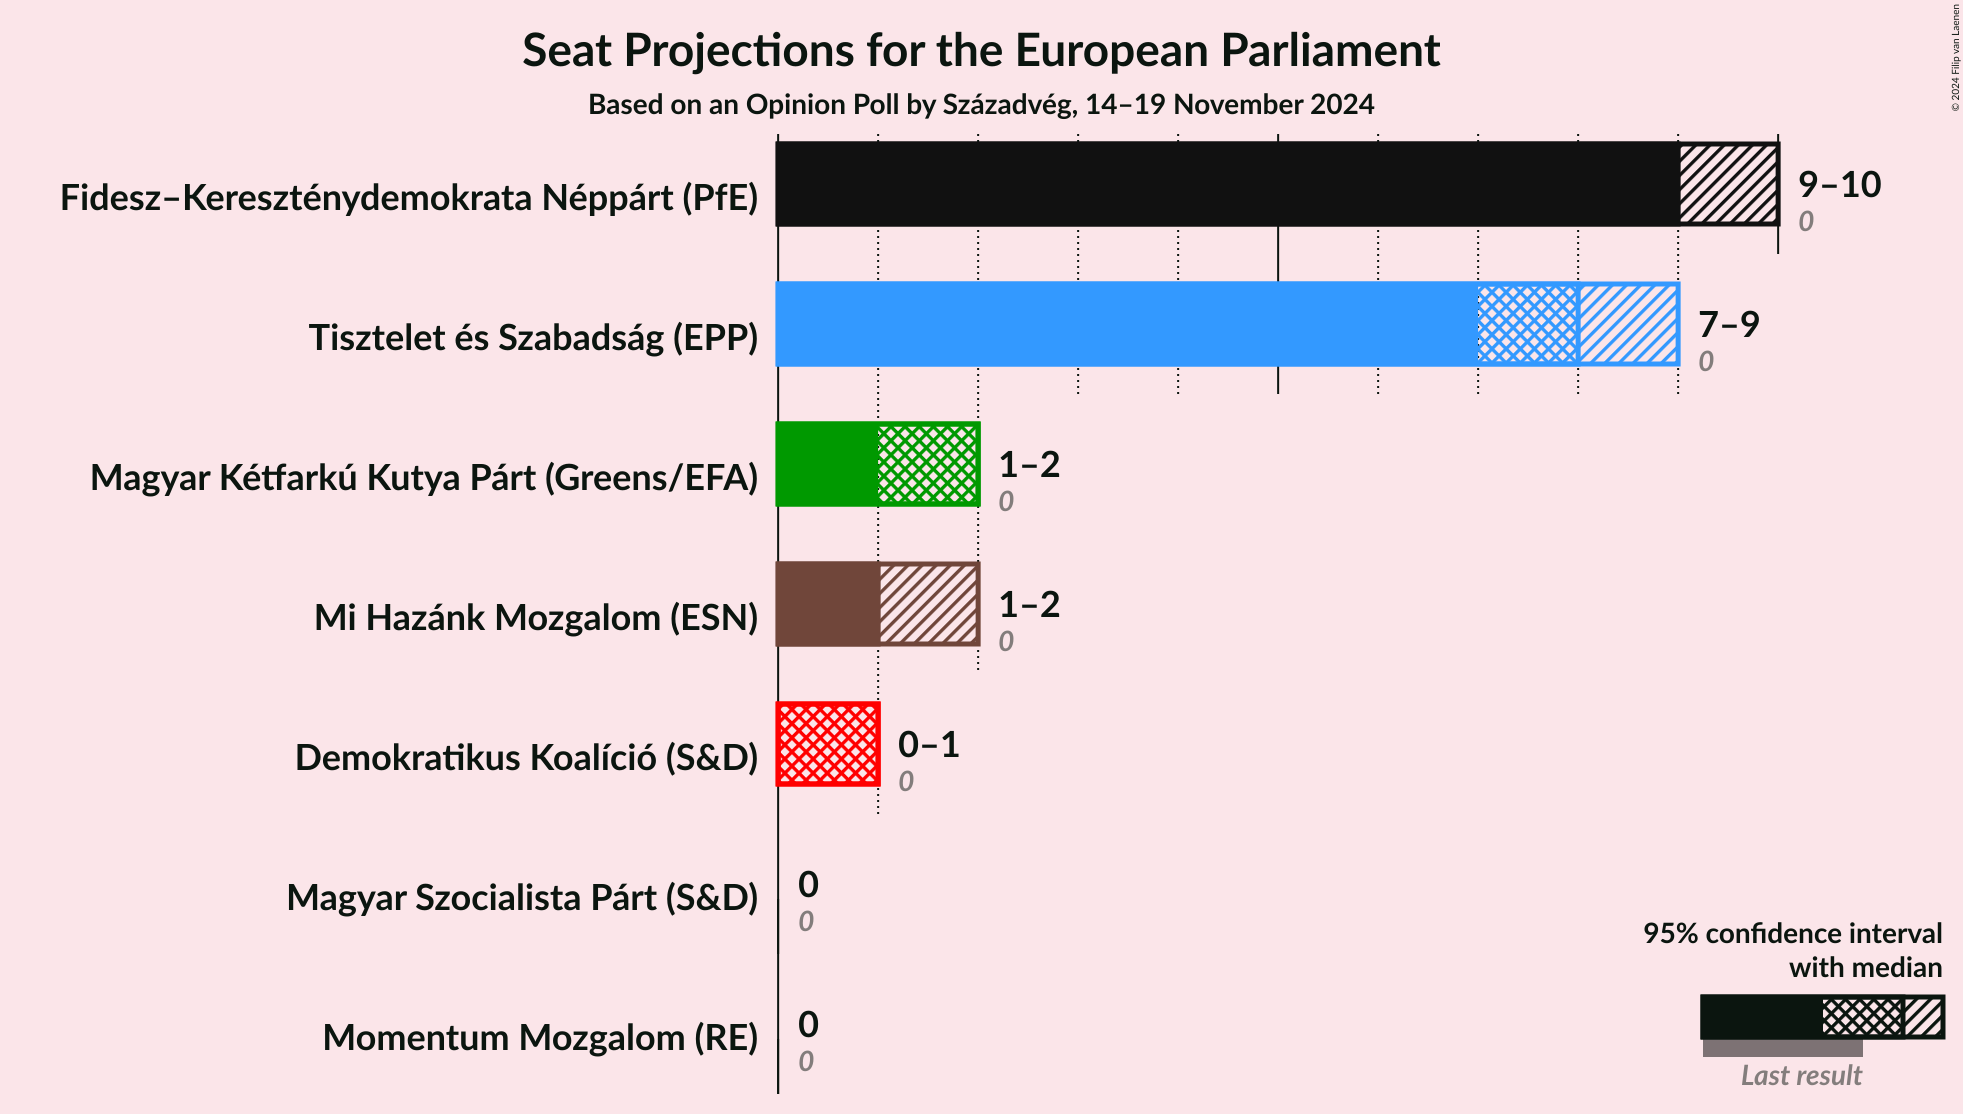 Seat Projections for the European Parliament
Based on an Opinion Poll by Századvég, 14–19 November 2024
© 2024 Filip van Laenen
Fidesz–Kereszténydemokrata Néppárt (PfE)
9–10
0
Tisztelet és Szabadság (EPP)
7–9
0
Magyar Kétfarkú Kutya Párt (Greens/EFA)
1–2
0
Mi Hazánk Mozgalom (ESN)
1–2
0
Demokratikus Koalíció (S&D)
0–1
0
Magyar Szocialista Párt (S&D)
0
0
Momentum Mozgalom (RE)
0
0
95% confidence interval
with median
Last result